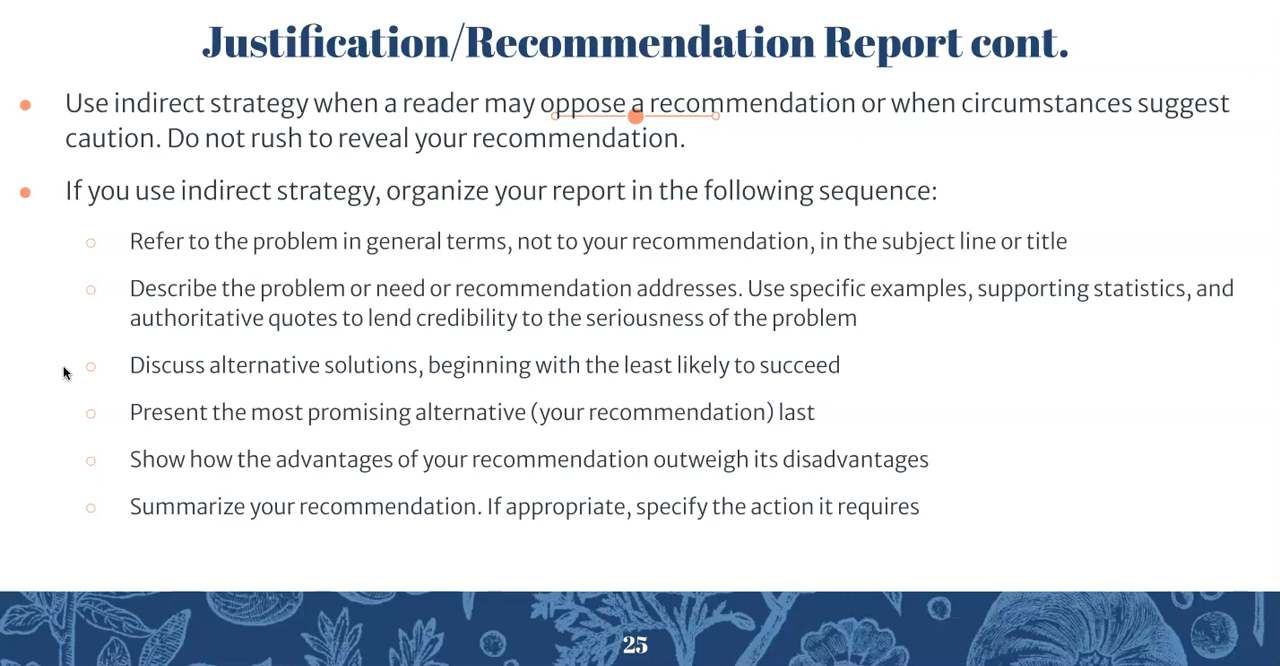 Justification/Recommendation Report cont.
Use indirect strategy when a reader may oppose a recommendation or when circumstances suggest
caution. Do not rush to reveal your recommendation.
If you use indirect strategy, organize your report in the following sequence:
Refer to the problem in general terms, not to your recommendation, in the subject line or title
Describe the problem or need or recommendation addresses. Use specific examples, supporting statistics, and
authoritative quotes to lend credibility to the seriousness of the problem
Discuss alternative solutions, beginning with the least likely to succeed
Present the most promising alternative (your recommendation) last
Show how the advantages of your recommendation outweigh its disadvantages
Summarize your recommendation. If appropriate, specify the action it requires
25